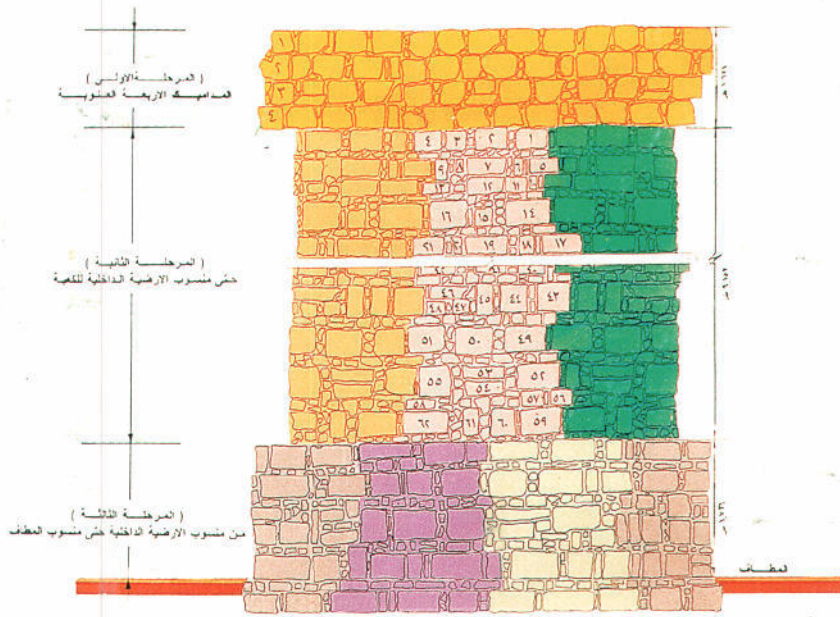 ( المرحلة الاولى )
المداميك الاربعة العلوية
( المرحلة الثانية )
حتى منسوب الارضية الداخلية للكعبة
( المرحلة الثالثة )
من منسوب الارضية الداخلية حتى منسوب المطاف
المطاف
١
٢
٣
٤
٤ ٣ ٢ ١
٩ ٨ ٧ ٦ ٥
١٣ ١٢ ١١
١٦ ١٥ ١٤
٢١ ١٩ ١٨ ١٧
٤٦ ٤٥ ٤٤ ٤٣
٤٨ ٤٧
٥١ ٥٠ ٤٩
٥٥ ٥٣ ٥٢
٥٤
٥٨ ٥٧ ٥٦
٦٢ ٦١ ٦٠ ٥٩